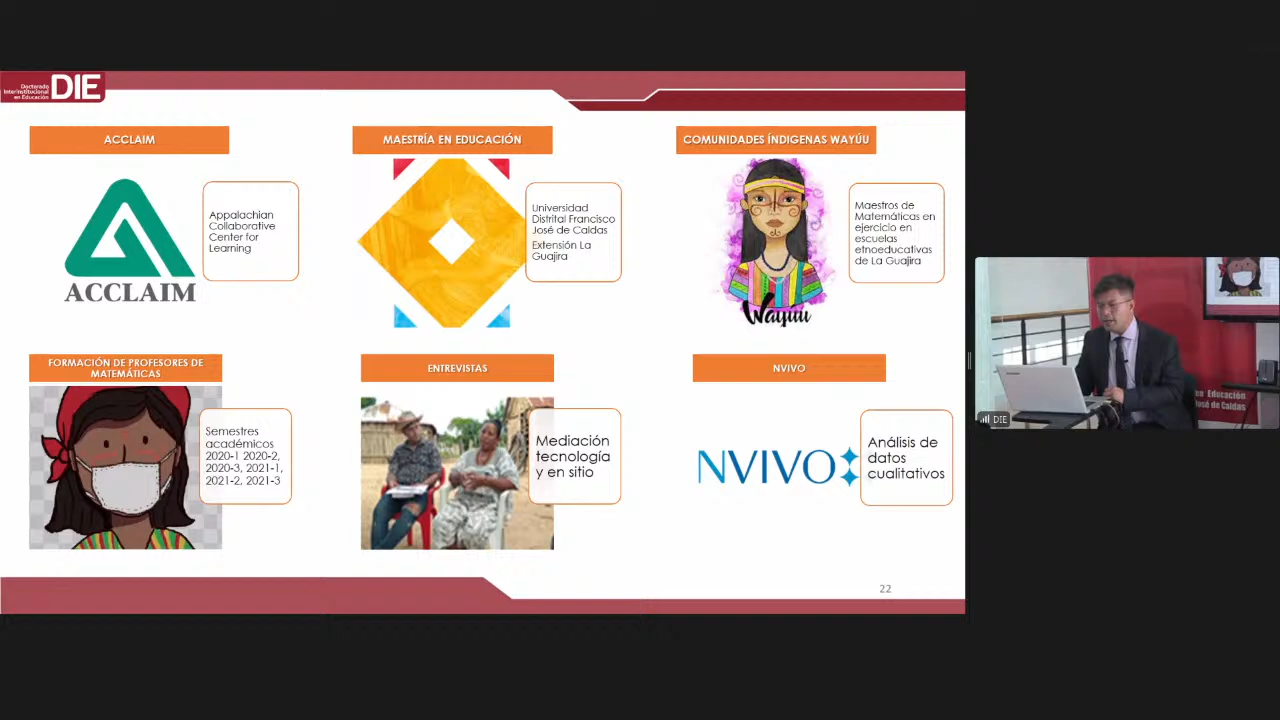 Doctorado
Interinstitucional
en Educación
DIE
ACCLAIM
ACCLAIM
Appalachian
Collaborative
Center for
Learning
MAESTRÍA EN EDUCACIÓN
Universidad
Distrital Francisco
José de Caldas
Extensión La
Guajira
COMUNIDADES ÍNDIGENAS WAYÚU
Wayúu
Maestros de
Matemáticas en
ejercicio en
escuelas
etnoeducativas
de La Guajira
FORMACIÓN DE PROFESORES DE
MATEMÁTICAS
Semestres
académicos
2020-1 2020-2,
2020-3, 2021-1,
2021-2, 2021-3
ENTREVISTAS
Mediación
tecnología
y en sitio
NVIVO
NVIVO
Análisis de
datos
cualitativos
22
en Educación
José de Caldas
DIE